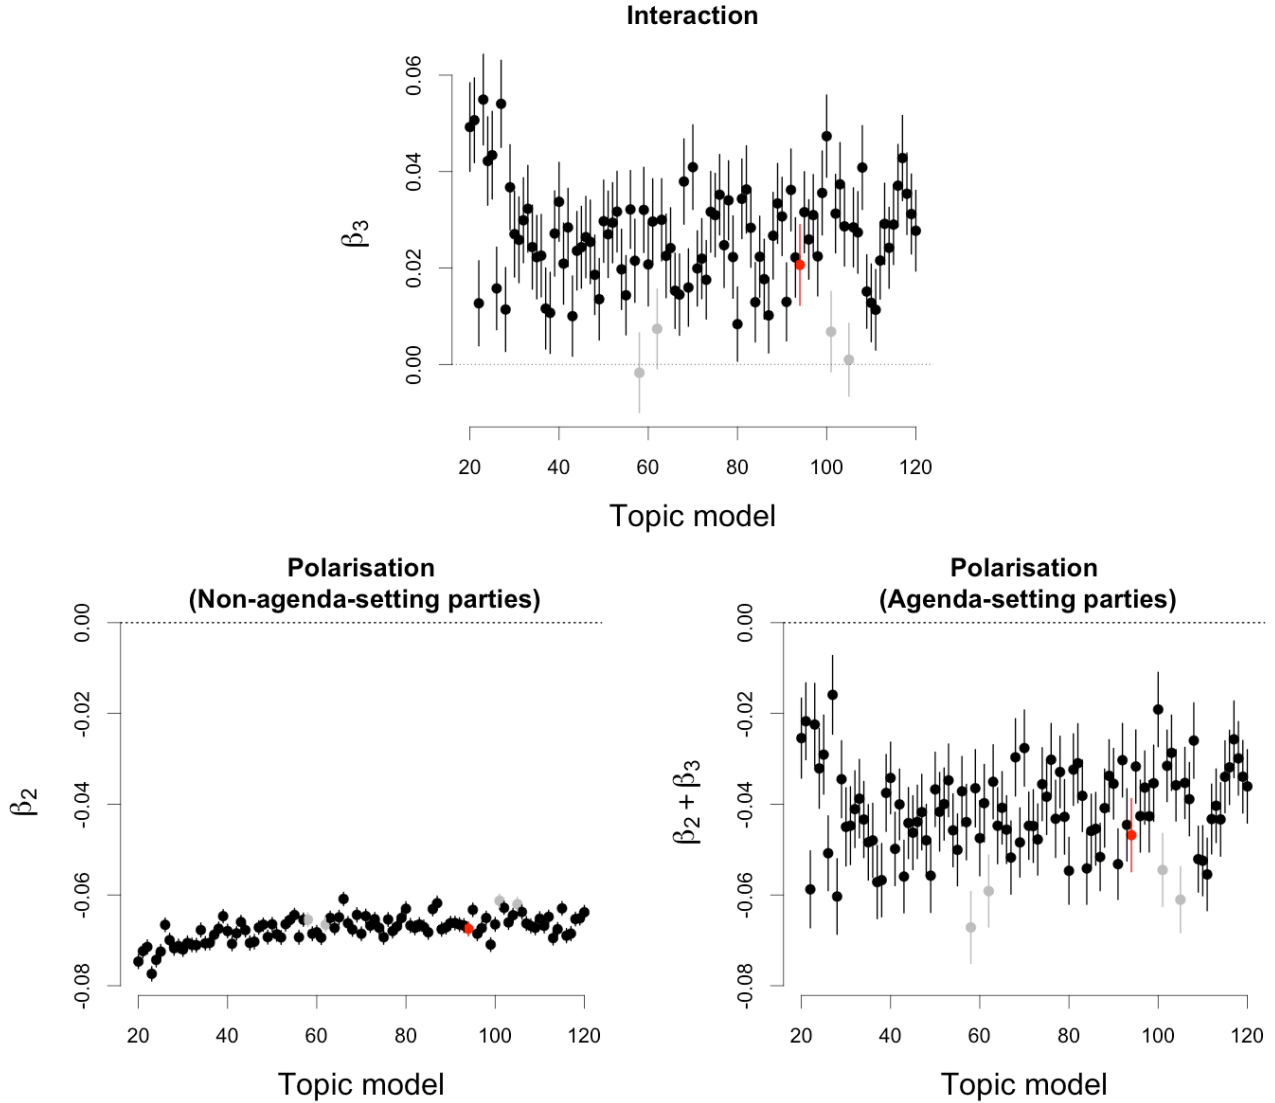 Interaction
0.06
0.04
0.02
0.00
β3
20 40 60 80 100 120
Topic model
Polarisation
(Non-agenda-setting parties)
0.00
-0.02
-0.04
-0.06
-0.08
β2
20 40 60 80 100 120
Topic model
Polarisation
(Agenda-setting parties)
0.00
-0.02
-0.04
-0.06
-0.08
β2 + β3
20 40 60 80 100 120
Topic model